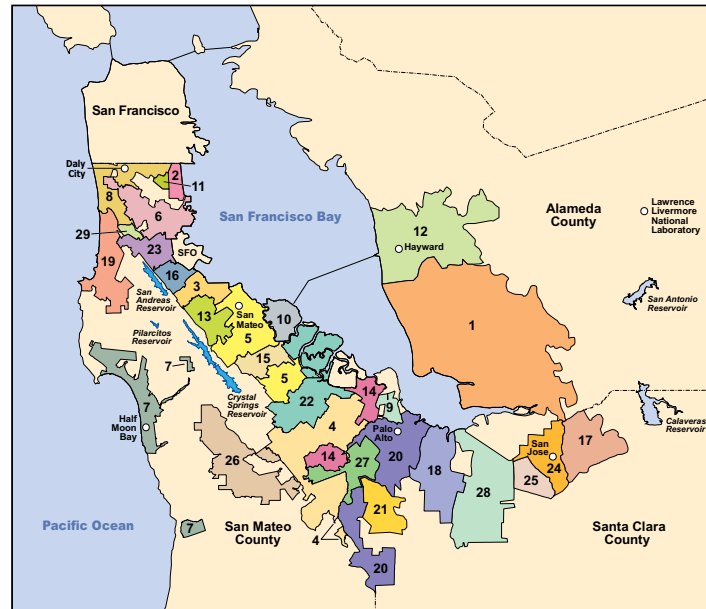 San Francisco
Daly
City
2
11
8
6
San Francisco Bay
29
23
SFO
19
16
3
San
Andreas
Reservoir
13
San
Mateo
10
Pilarcitos
Reservoir
5
15
7
5
Crystal
Springs
Reservoir
22
14
9
7
4
Half
Moon
Bay
Palo
Alto
14
27
20
18
26
28
21
25
San
Jose
24
17
12
Hayward
Alameda
County
Lawrence
Livermore
National
Laboratory
San Antonio
Reservoir
1
Calaveras
Reservoir
Pacific Ocean
7
San Mateo
County
4
20
Santa Clara
County